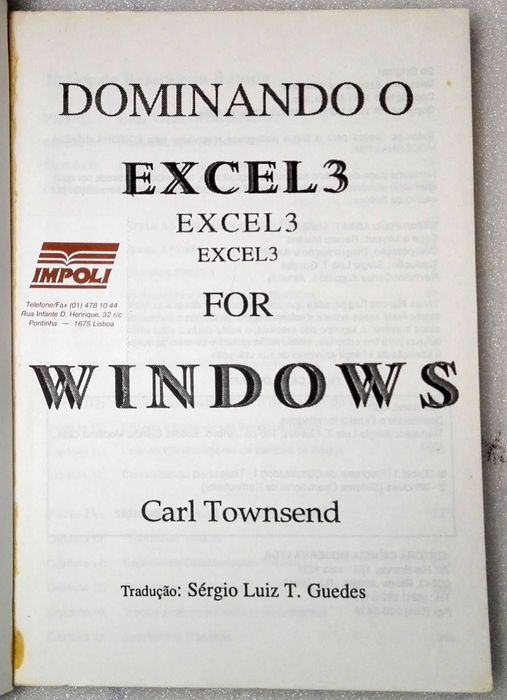 DOMINANDO O
EXCEL3
EXCEL3
EXCEL3
IMPOLI
Telefone/Fax (01) 478 10 44
Rua Infante D. Henrique, 32 r/c
Pontinha — 1675 Lisboa
FOR
WINDOWS
Carl Townsend
Tradução: Sérgio Luiz T. Guedes